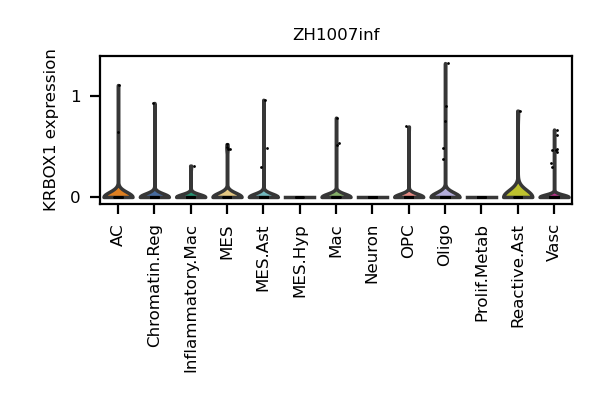 ZH1007inf
KRBOX1 expression
1
0
AC
Chromatin.Reg
Inflammatory.Mac
MES
MES.Ast
MES.Hyp
Mac
Neuron
OPC
Oligo
Prolif.Metab
Reactive.Ast
Vasc